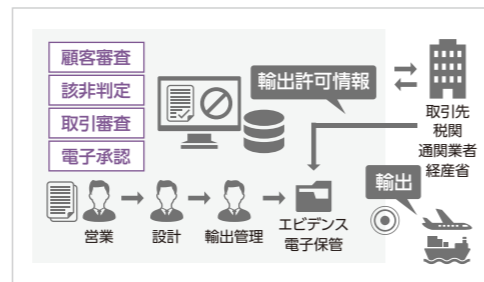 顧客審査
該非判定
取引審査
電子承認
輸出許可情報
取引先
税関
通関業者
経産省
輸出
営業
設計
輸出管理
エビデンス
電子保管